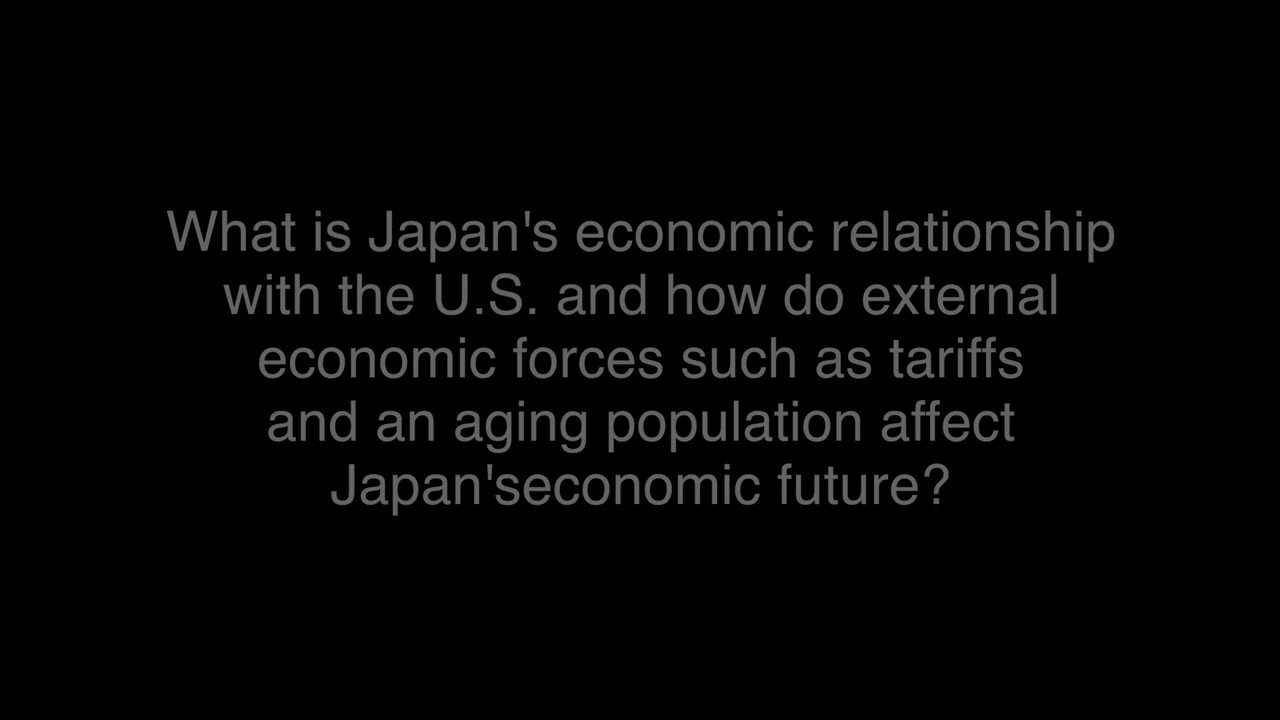 What is Japan's economic relationship
with the U.S. and how do external
economic forces such as tariffs
and an aging population affect
Japan'seconomic future?